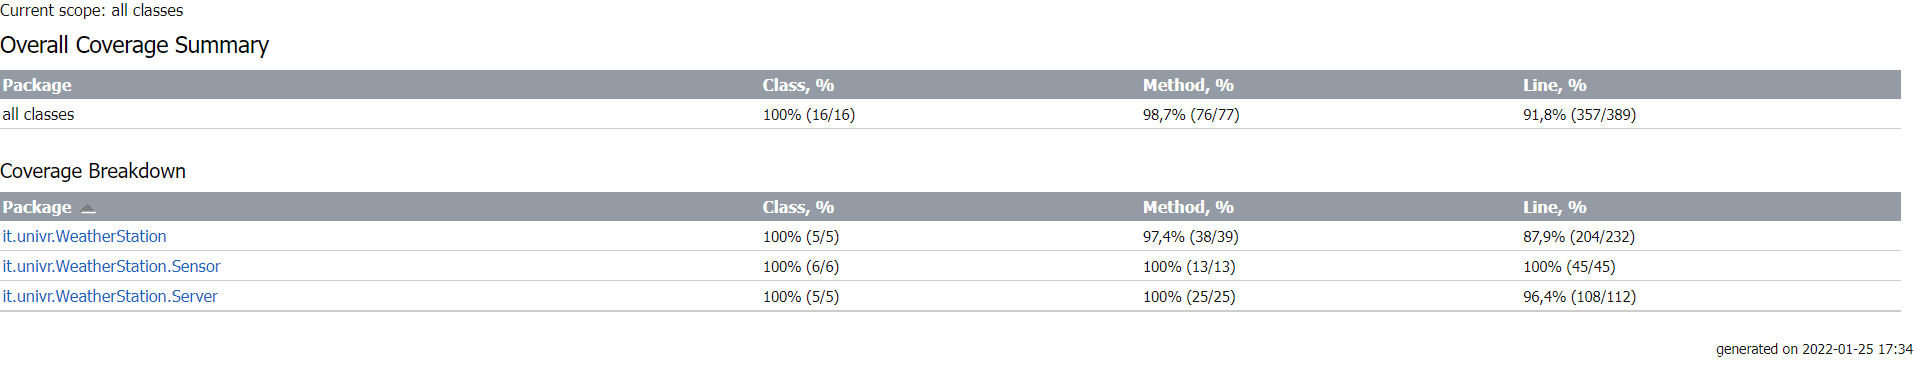 Current scope: all classes
Overall Coverage Summary
Package Class, % Method, % Line, %
all classes 100% (16/16) 98,7% (76/77) 91,8% (357/389)
Coverage Breakdown
Package Class, % Method, % Line, %
it.univr.WeatherStation 100% (5/5) 97,4% (38/39) 87,9% (204/232)
it.univr.WeatherStation.Sensor 100% (6/6) 100% (13/13) 100% (45/45)
it.univr.WeatherStation.Server 100% (5/5) 100% (25/25) 96,4% (108/112)
generated on 2022-01-25 17:34